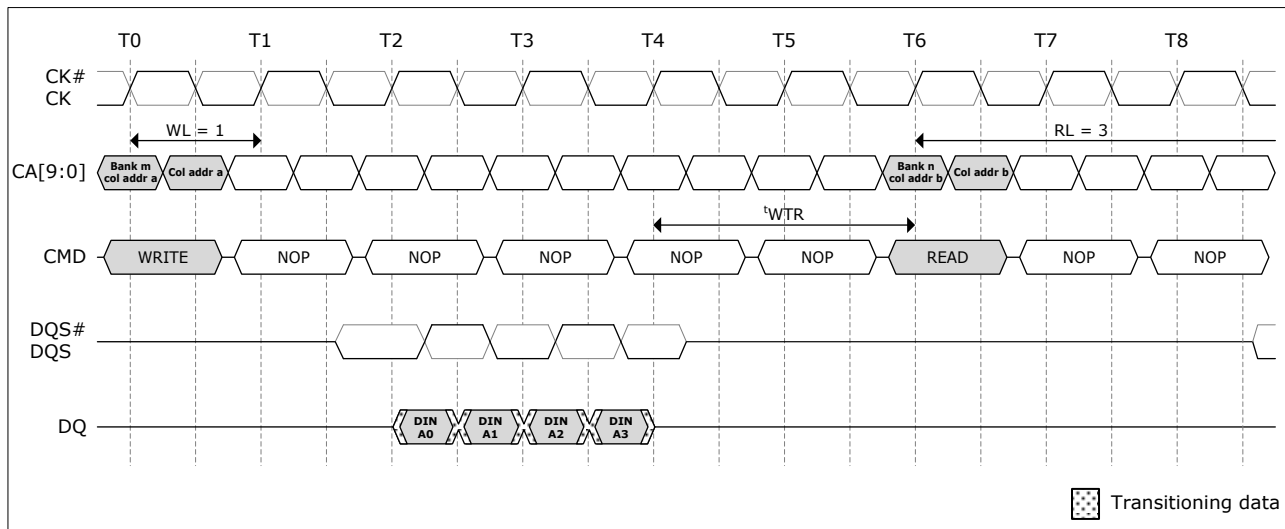 T0 T1 T2 T3 T4 T5 T6 T7 T8
CK#
CK
WL = 1 RL = 3
CA[9:0] Bank m col addr a Col addr a Bank n col addr b Col addr b
tWTR
CMD WRITE NOP NOP NOP NOP NOP READ NOP NOP
DQS#
DQS
DQ DIN A0 DIN A1 DIN A2 DIN A3
Transitioning data